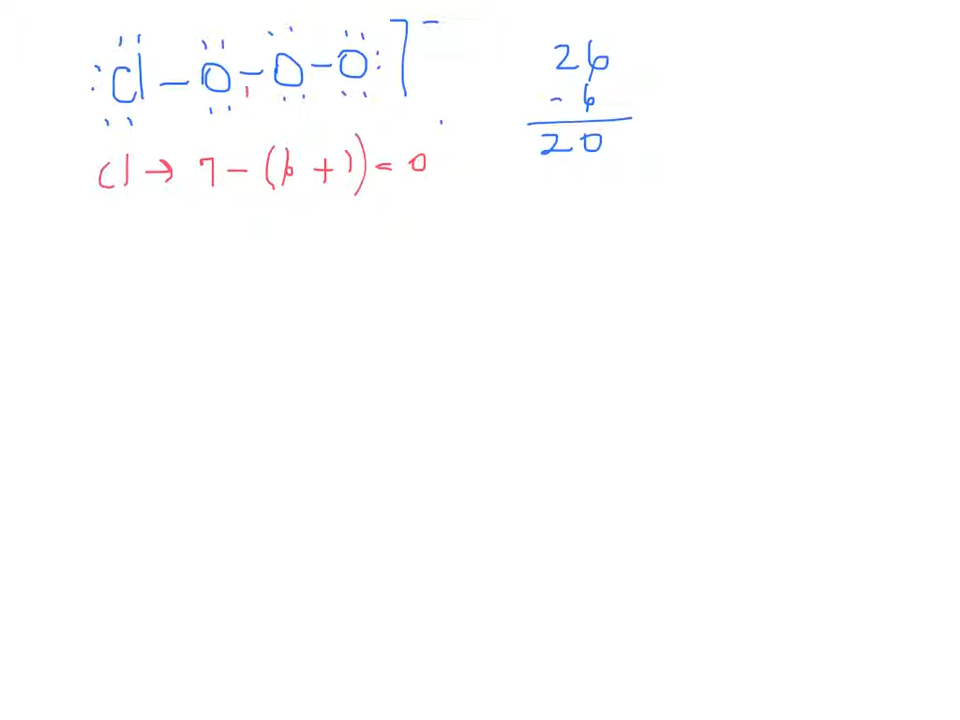 :Cl - O - O - O: ] -
26
- 6
20
Cl → 7 - (6 + 1) = 0